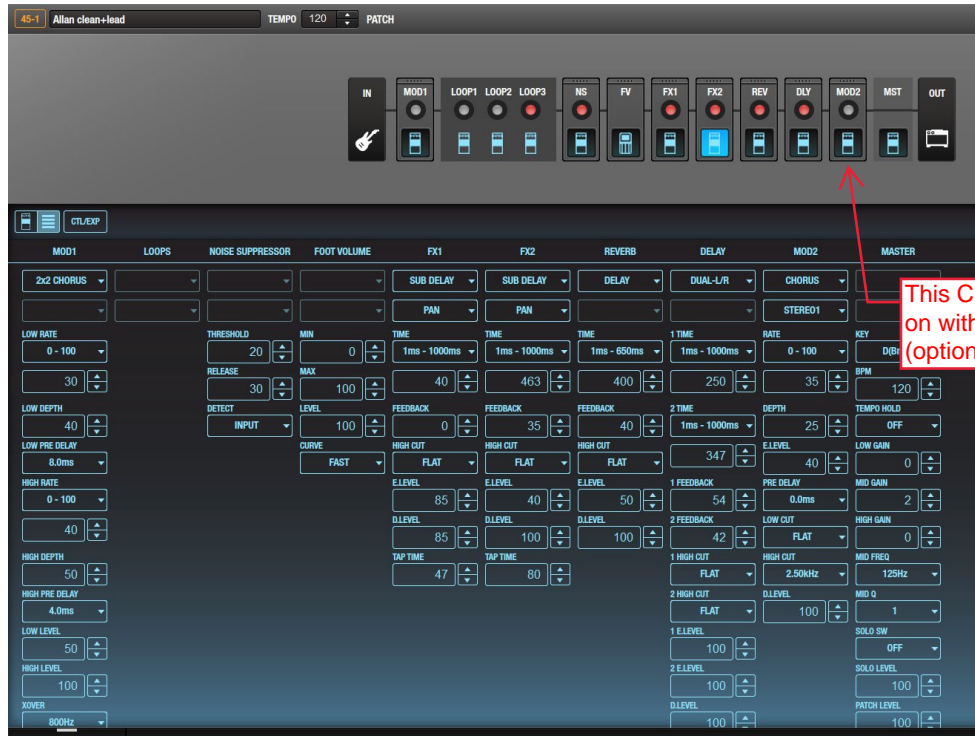 45-1 Allan clean+lead TEMPO 120 PATCH
IN MOD1 LOOP1 LOOP2 LOOP3 NS FV FX1 FX2 REV DLY MOD2 MST OUT
CTL/EXP
MOD1 LOOPS NOISE SUPPRESSOR FOOT VOLUME FX1 FX2 REVERB DELAY MOD2 MASTER
2x2 CHORUS SUB DELAY SUB DELAY DELAY DUAL-L/R CHORUS
PAN PAN STEREO1
This C
on with
(option
LOW RATE THRESHOLD MIN TIME TIME TIME 1 TIME RATE KEY
0 - 100 20 0 1ms - 1000ms 1ms - 1000ms 1ms - 650ms 1ms - 1000ms 0 - 100
RELEASE MAX BPM
30 30 100 40 463 400 250 35 120
LOW DEPTH DETECT LEVEL FEEDBACK FEEDBACK FEEDBACK 2 TIME DEPTH TEMPO HOLD
40 INPUT 100 0 35 40 1ms - 1000ms 25 OFF
LOW PRE DELAY CURVE HIGH CUT HIGH CUT HIGH CUT E.LEVEL LOW GAIN
8.0ms FAST FLAT FLAT FLAT 347 40 0
HIGH RATE E.LEVEL E.LEVEL E.LEVEL 1 FEEDBACK PRE DELAY MID GAIN
0 - 100 85 40 50 54 0.0ms 2
D.LEVEL D.LEVEL D.LEVEL 2 FEEDBACK LOW CUT HIGH GAIN
40 85 100 100 42 FLAT 0
HIGH DEPTH TAP TIME TAP TIME 1 HIGH CUT HIGH CUT MID FREQ
50 47 80 FLAT 2.50kHz 125Hz
HIGH PRE DELAY 2 HIGH CUT D.LEVEL MID Q
4.0ms FLAT 100 1
LOW LEVEL 1 E.LEVEL SOLO SW
50 100 OFF
HIGH LEVEL 2 E.LEVEL SOLO LEVEL
100 100 100
XOVER D.LEVEL PATCH LEVEL
800Hz 100 100